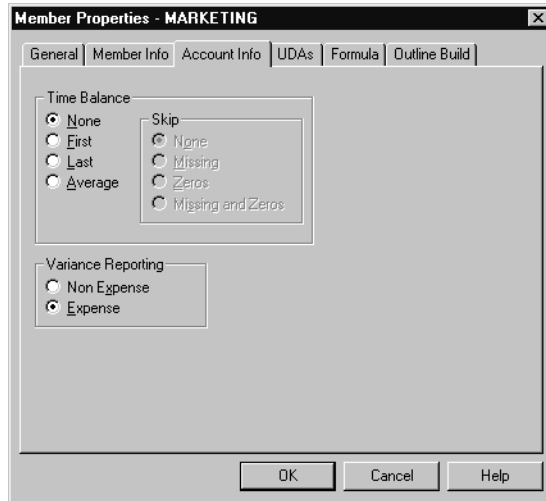 Member Properties - MARKETING
General
Member Info
Account Info
UDAs
Formula
Outline Build
Time Balance
None
First
Last
Average
Skip
None
Missing
Zeros
Missing and Zeros
Variance Reporting
Non Expense
Expense
OK
Cancel
Help